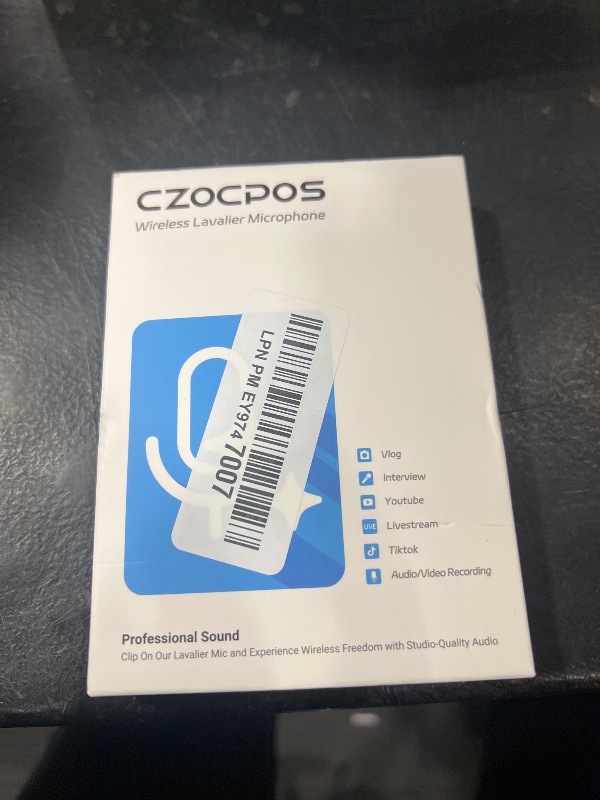 CZOCPOS
Wireless Lavalier Microphone
LPN PM EY974 7007
Vlog
Interview
Youtube
LIVE Livestream
Tiktok
Audio/Video Recording
Professional Sound
Clip On Our Lavalier Mic and Experience Wireless Freedom with Studio-Quality Audio